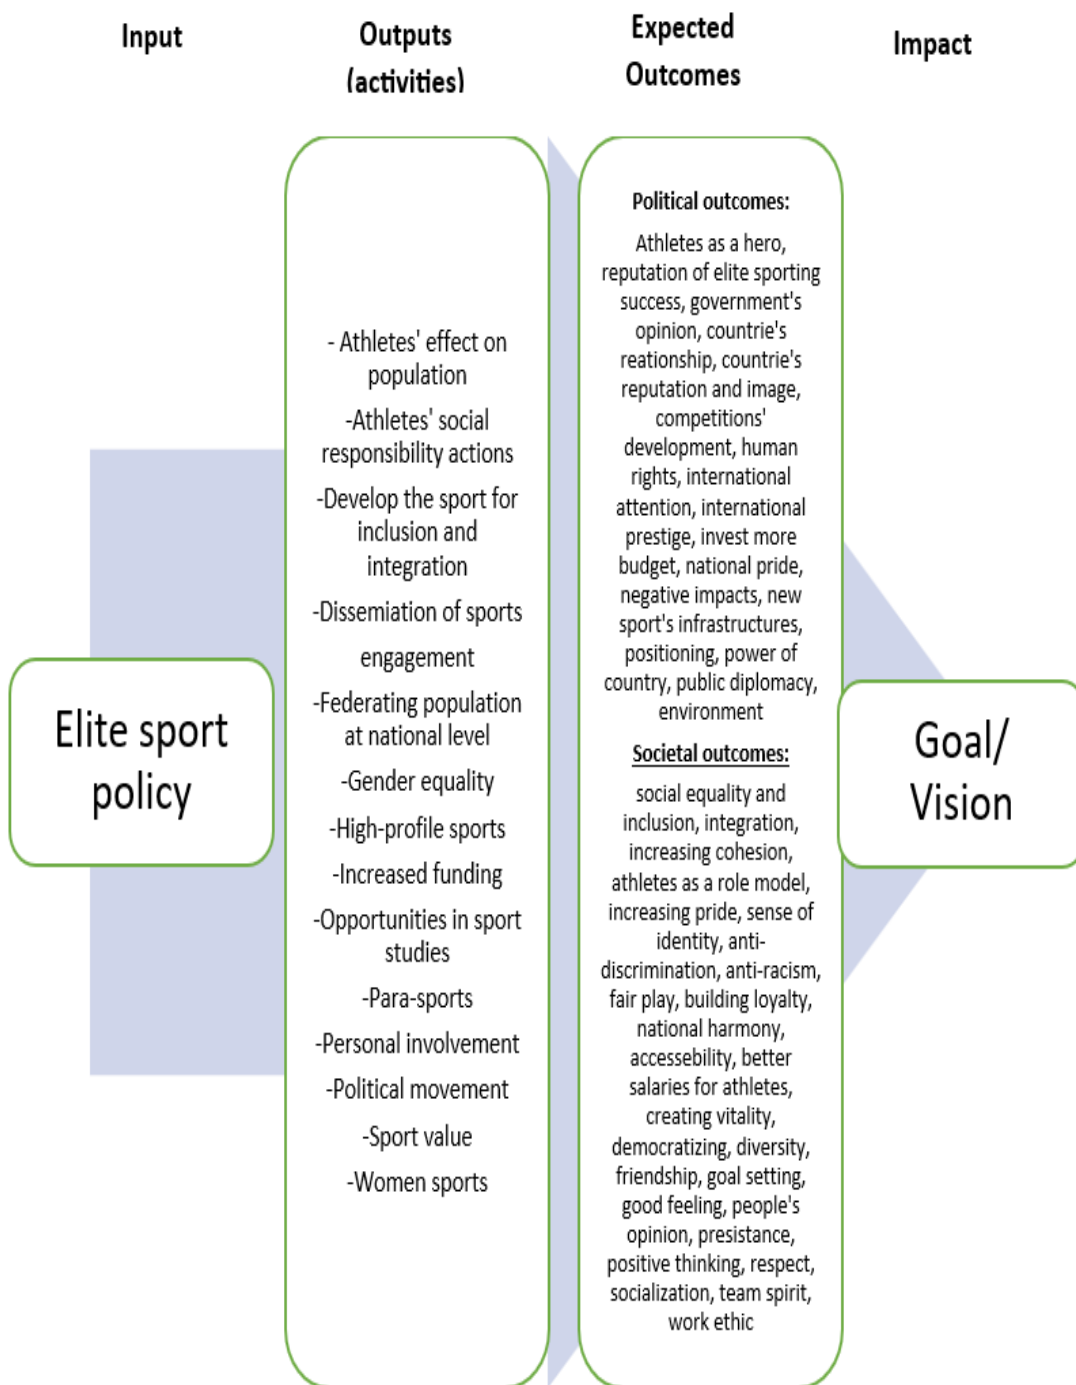 Input
Outputs
(activities)
Expected
Outcomes
Impact
Elite sport
policy
- Athletes' effect on
population
-Athletes' social
responsibility actions
-Develop the sport for
inclusion and
integration
-Dissemiation of sports
engagement
-Federating population
at national level
-Gender equality
-High-profile sports
-Increased funding
-Opportunities in sport
studies
-Para-sports
-Personal involvement
-Political movement
-Sport value
-Women sports
Political outcomes:
Athletes as a hero,
reputation of elite sporting
success, government's
opinion, countrie's
reationship, countrie's
reputation and image,
competitions'
development, human
rights, international
attention, international
prestige, invest more
budget, national pride,
negative impacts, new
sport's infrastructures,
positioning, power of
country, public diplomacy,
environment
Societal outcomes:
social equality and
inclusion, integration,
increasing cohesion,
athletes as a role model,
increasing pride, sense of
identity, anti-
discrimination, anti-racism,
fair play, building loyalty,
national harmony,
accessebility, better
salaries for athletes,
creating vitality,
democratizing, diversity,
friendship, goal setting,
good feeling, people's
opinion, presistance,
positive thinking, respect,
socialization, team spirit,
work ethic
Goal/
Vision